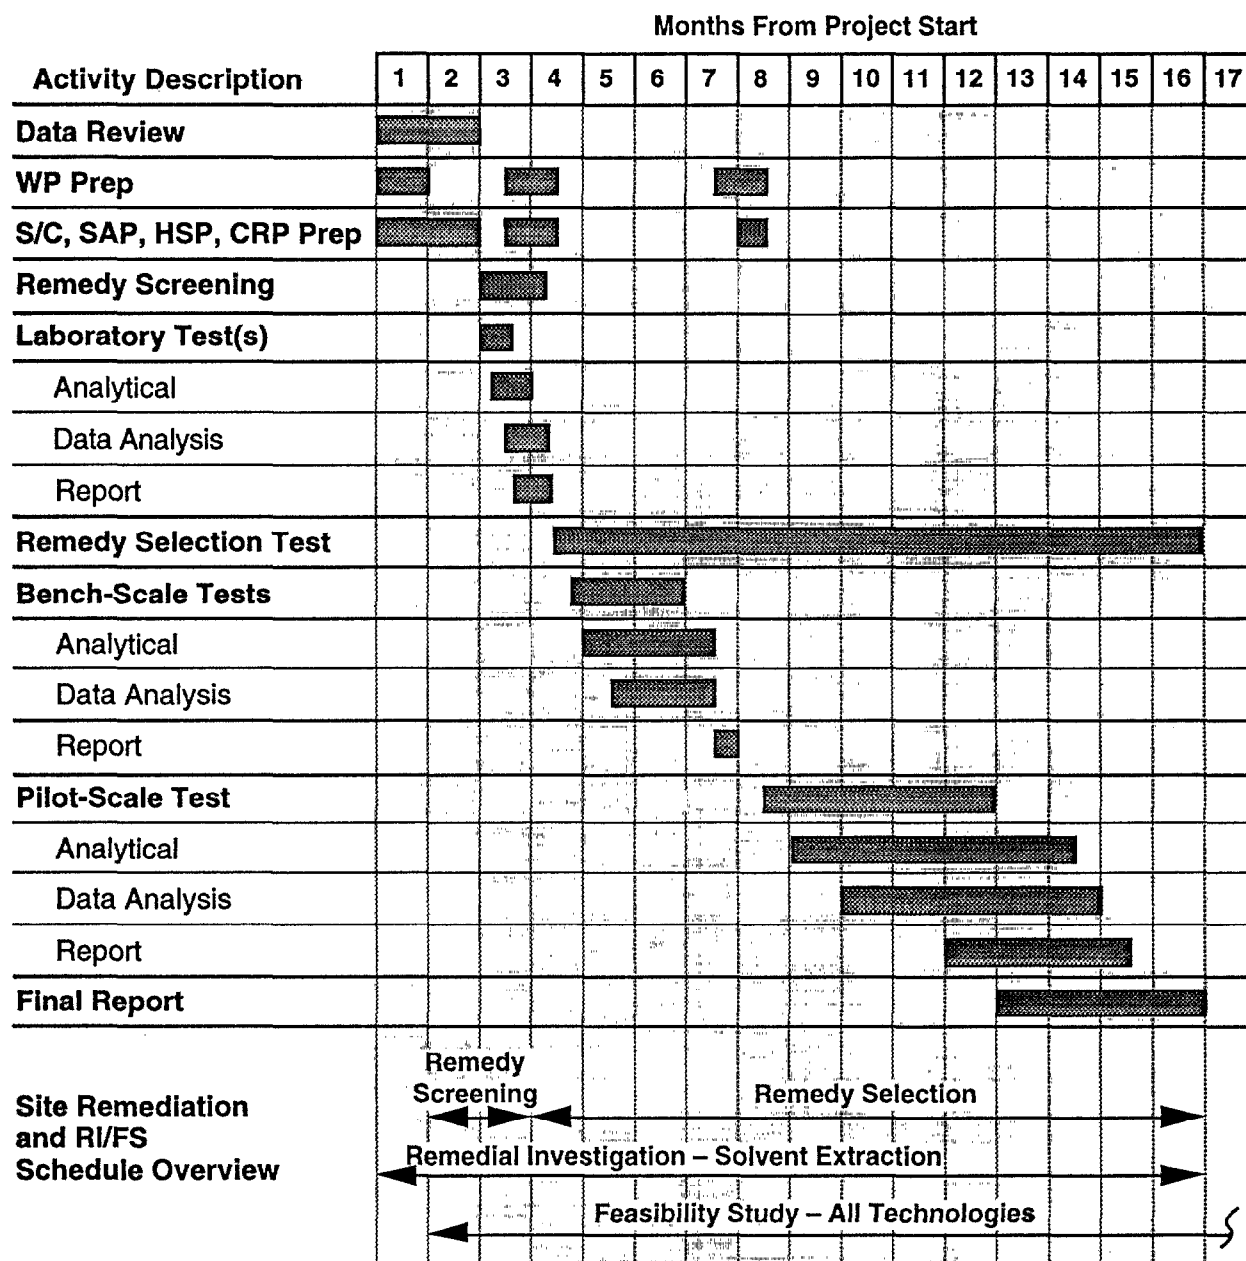 Months From Project Start
Activity Description 1 2 3 4 5 6 7 8 9 10 11 12 13 14 15 16 17
Data Review
WP Prep
S/C, SAP, HSP, CRP Prep
Remedy Screening
Laboratory Test(s)
Analytical
Data Analysis
Report
Remedy Selection Test
Bench-Scale Tests
Analytical
Data Analysis
Report
Pilot-Scale Test
Analytical
Data Analysis
Report
Final Report
Site Remediation
and RI/FS
Schedule Overview
Remedy
Screening
Remedy Selection
Remedial Investigation – Solvent Extraction
Feasibility Study – All Technologies